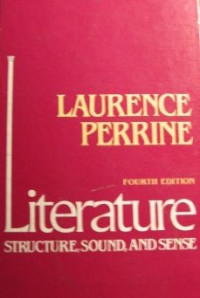 LAURENCE
PERRINE
FOURTH EDITION
Literature
STRUCTURE, SOUND, AND SENSE